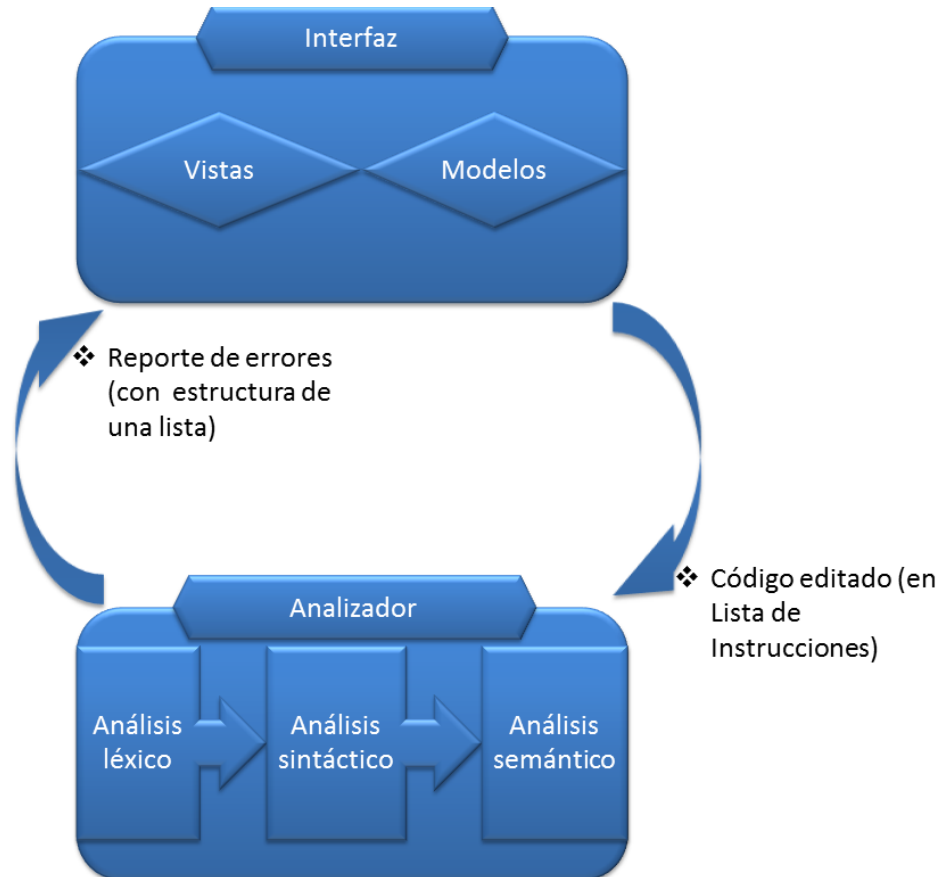 Interfaz
Vistas
Modelos
❖ Reporte de errores
(con estructura de
una lista)
❖ Código editado (en
Lista de
Instrucciones)
Analizador
Análisis
léxico
Análisis
sintáctico
Análisis
semántico